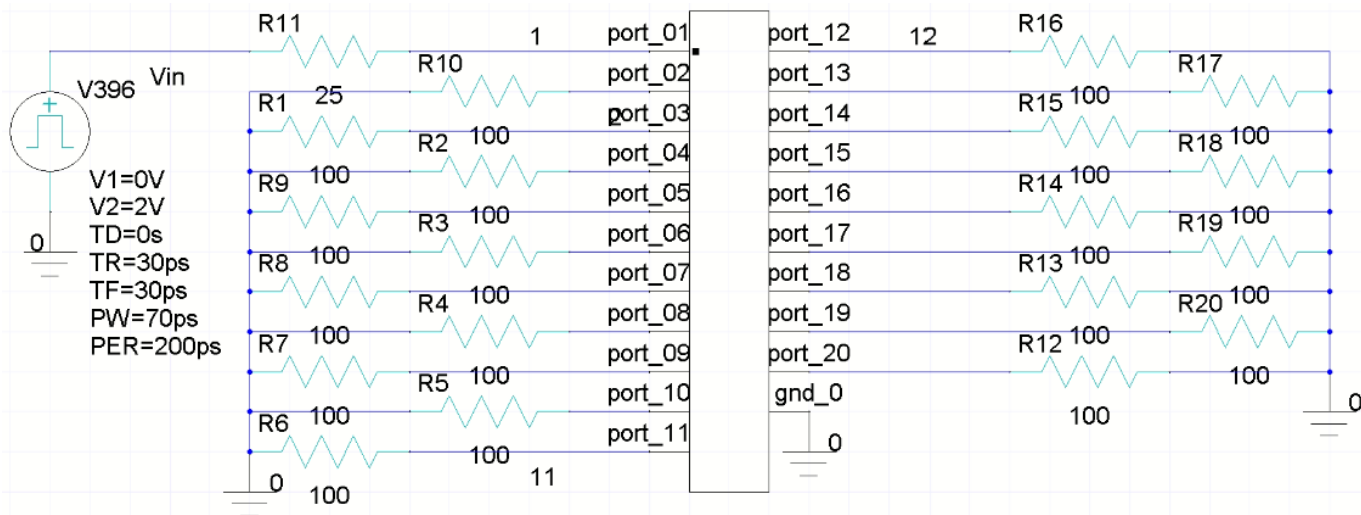 R11
1
port_01
port_12
12
R16
V396
Vin
R10
port_02
port_13
R17
25
100
R1
2
port_03
port_14
R15
100
R2
port_04
port_15
100
R18
100
R9
port_05
port_16
R14
100
100
R3
port_06
port_17
R19
100
100
R8
port_07
port_18
R13
100
100
R4
port_08
port_19
R20
100
100
R7
port_09
port_20
R12
100
100
R5
port_10
gnd_0
100
100
R6
port_11
100
11
100
V1=0V
V2=2V
TD=0s
TR=30ps
TF=30ps
PW=70ps
PER=200ps
0
0
0
0